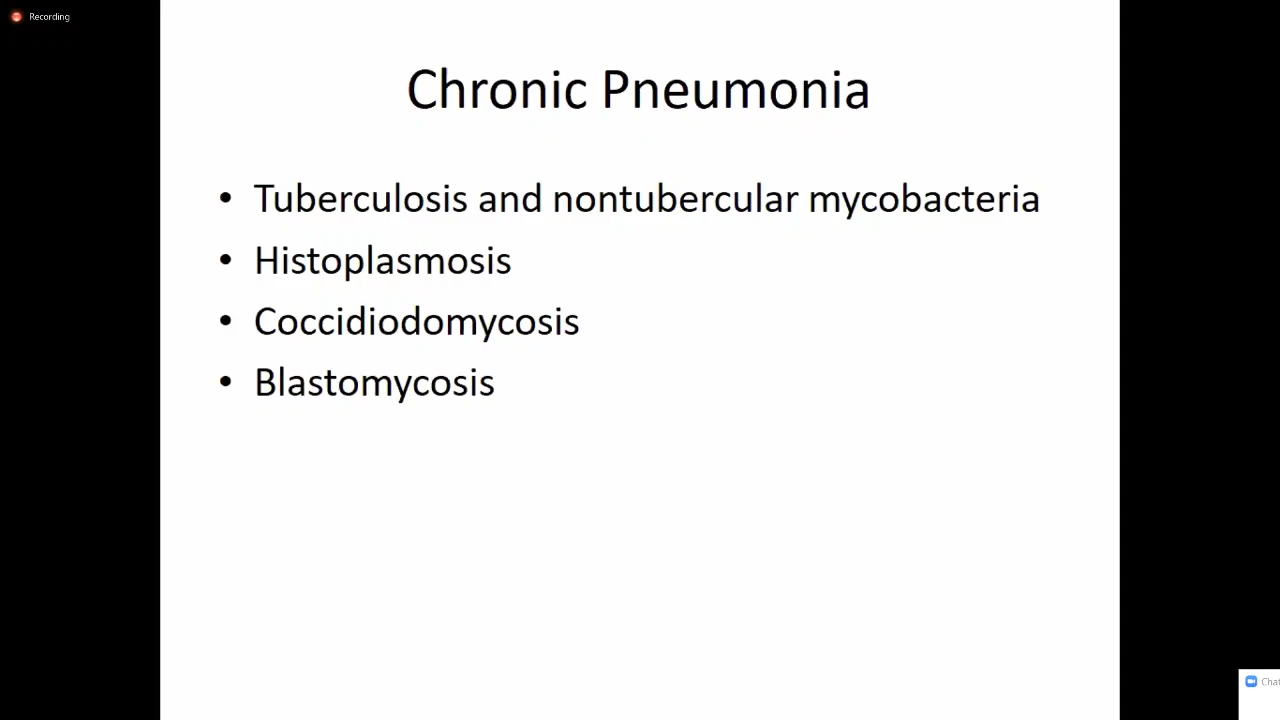 Recording
Chronic Pneumonia
• Tuberculosis and nontubercular mycobacteria
• Histoplasmosis
• Coccidiodomycosis
• Blastomycosis
Chat